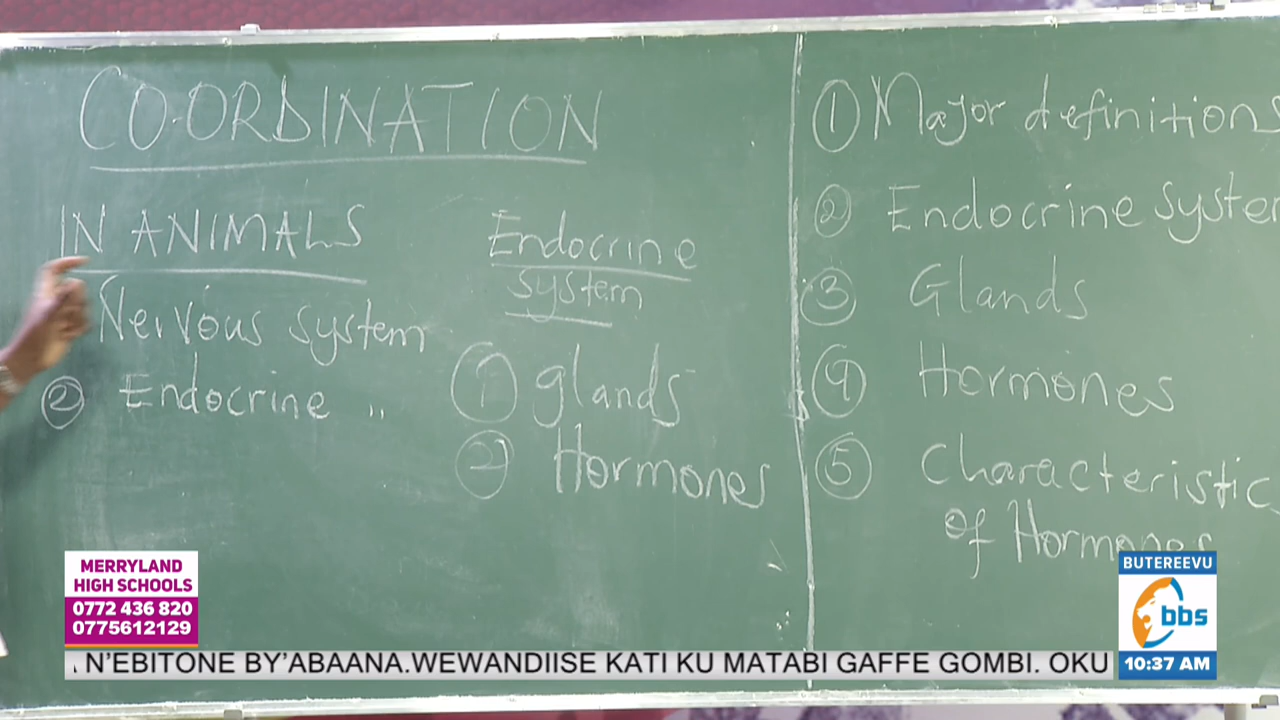 CO-ORDINATION
IN ANIMALS
Nervous system
② Endocrine "
Endocrine
system
① glands
② Hormones
① Major definitions
② Endocrine system
③ Glands
④ Hormones
⑤ Characteristics
of Hormones
MERRYLAND
HIGH SCHOOLS
0772 436 820
0775612129
BUTEREEVU
bbs
10:37 AM
. N'EBITONE BY'ABAANA.WEWANDIISE KATI KU MATABI GAFFE GOMBI. OKU